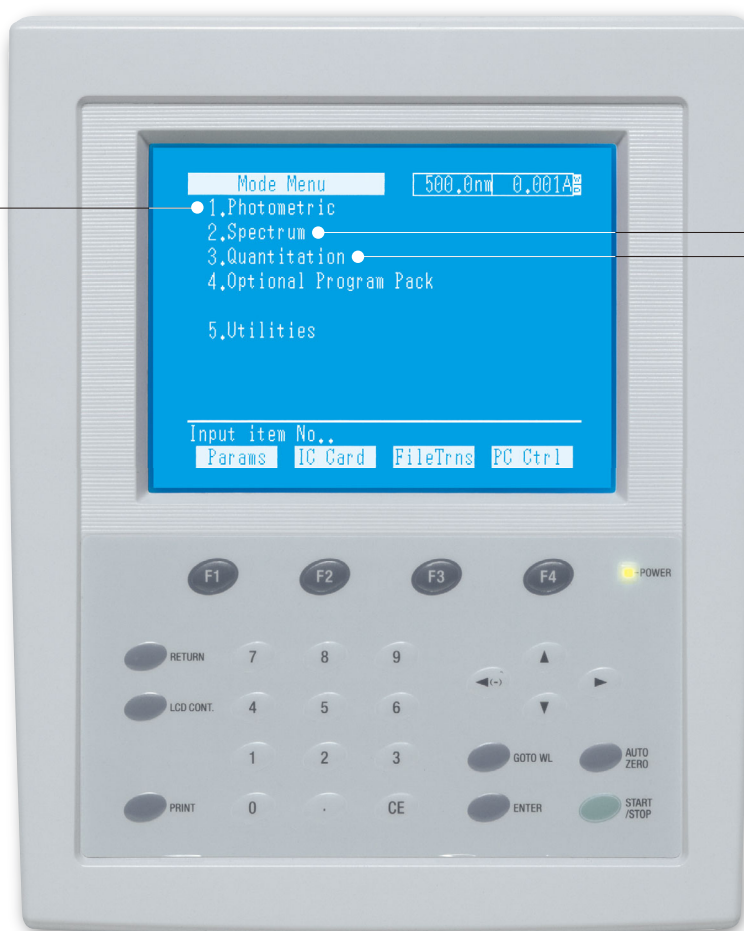 Mode Menu 500.0nm 0.001A WD
1.Photometric
2.Spectrum
3.Quantitation
4.Optional Program Pack
5.Utilities
Input item No..
Params IC Card FileTrns PC Ctrl
F1 F2 F3 F4 POWER
RETURN 7 8 9
◀(-) ▲ ▶
LCD CONT. 4 5 6 ▼
1 2 3 GOTO WL AUTO ZERO
PRINT 0 . CE ENTER START /STOP